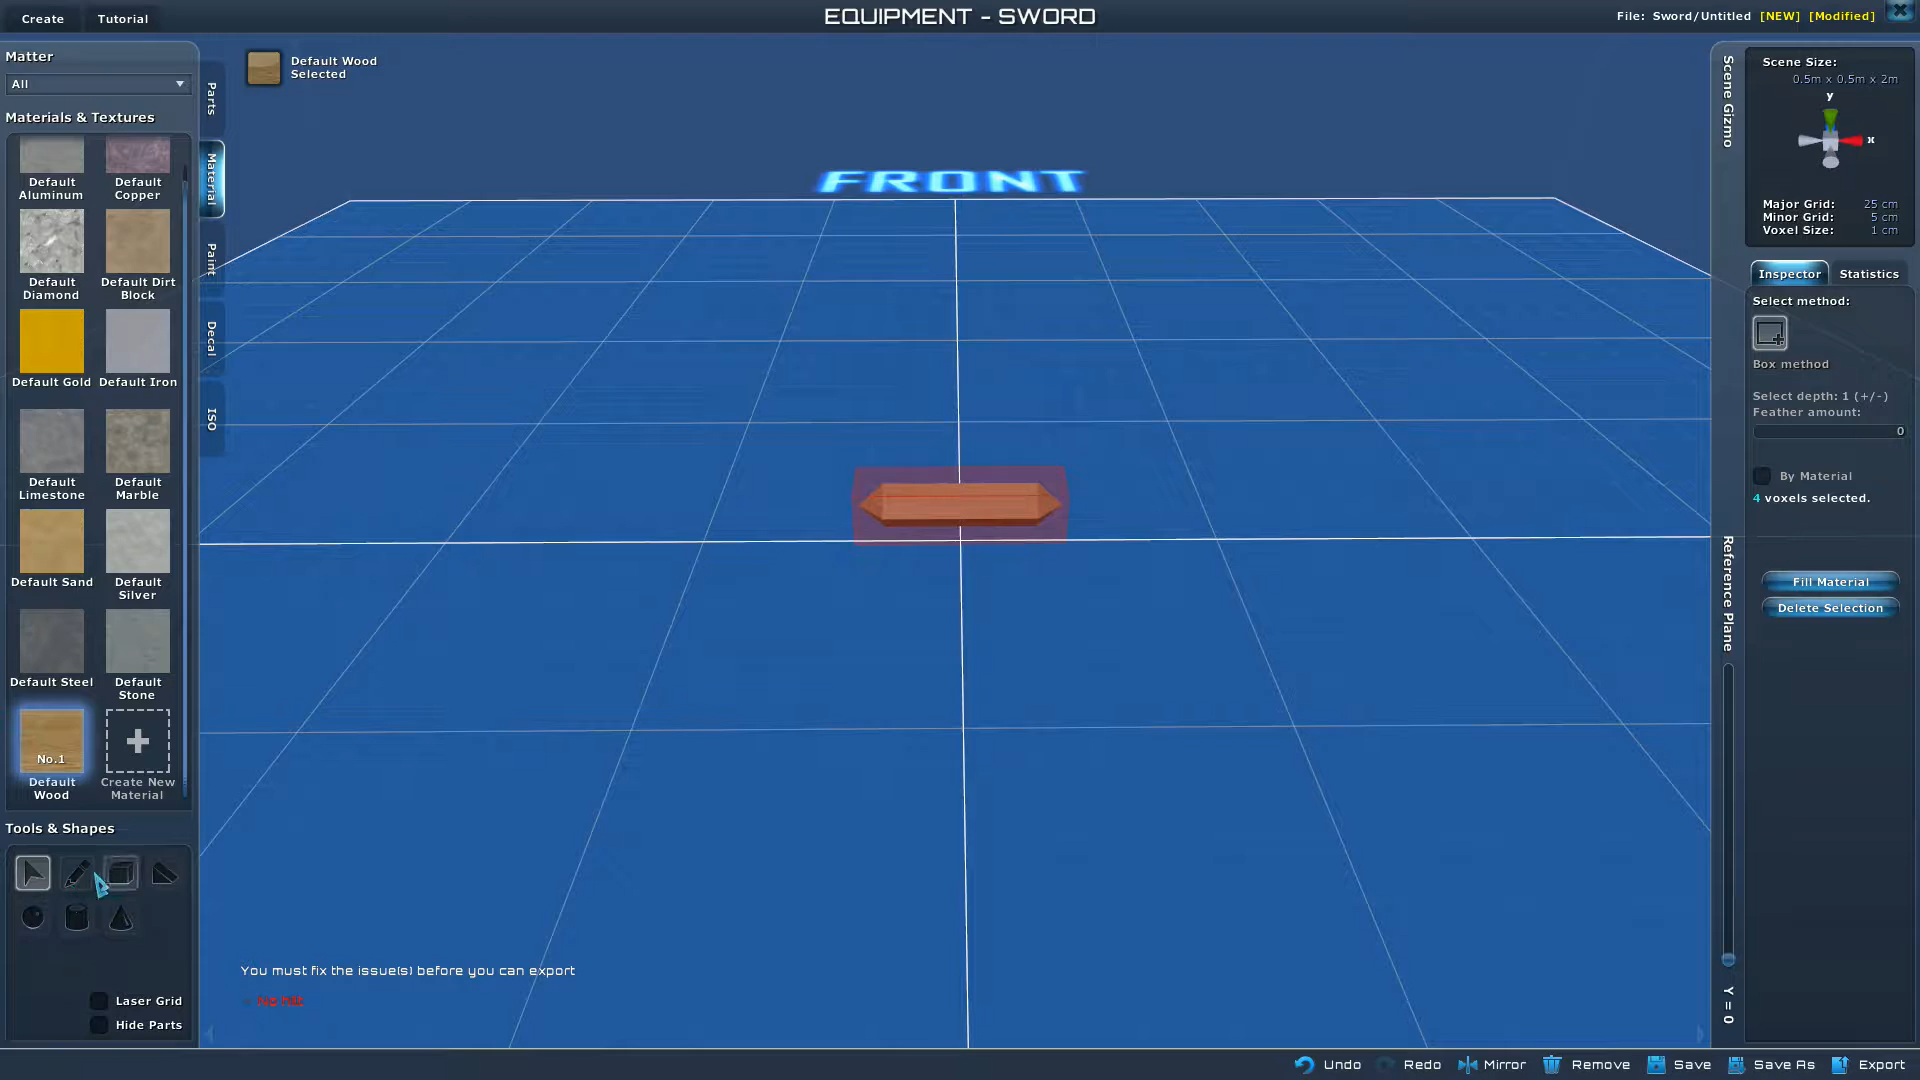 Create
Tutorial
EQUIPMENT - SWORD
File: Sword/Untitled [NEW] [Modified]
Matter
All
Materials & Textures
Default Aluminum
Default Copper
Default Diamond
Default Dirt Block
Default Gold
Default Iron
Default Limestone
Default Marble
Default Sand
Default Silver
Default Steel
Default Stone
No.1
Default Wood
Create New Material
Tools & Shapes
Laser Grid
Hide Parts
Parts
Material
Paint
Decal
ISO
Default Wood
Selected
FRONT
You must fix the issue(s) before you can export
- No hilt
Scene Gizmo
Reference Plane
Y = 0
Scene Size:
0.5m x 0.5m x 2m
y
x
Major Grid: 25 cm
Minor Grid: 5 cm
Voxel Size: 1 cm
Inspector
Statistics
Select method:
Box method
Select depth: 1 (+/-)
Feather amount:
0
By Material
4 voxels selected.
Fill Material
Delete Selection
Undo
Redo
Mirror
Remove
Save
Save As
Export